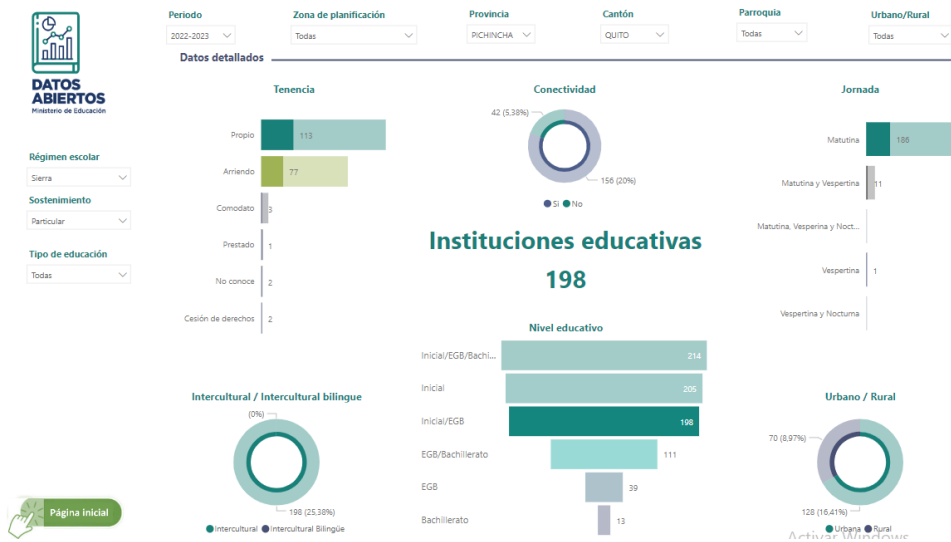 Periodo
Zona de planificación
Provincia
Cantón
Parroquia
Urbano/Rural
2022-2023
Todas
PICHINCHA
QUITO
Todas
Todas
Datos detallados
DATOS
ABIERTOS
Ministerio de Educación
Régimen escolar
Sierra
Sostenimiento
Particular
Tipo de educación
Todas
Página inicial
Tenencia
Propio 113
Arriendo 77
Comodato 3
Prestado 1
No conoce 2
Cesión de derechos 2
Conectividad
42 (5,38%)
156 (20%)
Si No
Jornada
Matutina 186
Matutina y Vespertina 11
Matutina, Vesperina y Noct...
Vespertina 1
Vespertina y Nocturna
Instituciones educativas
198
Nivel educativo
Inicial/EGB/Bachi... 214
Inicial 205
Inicial/EGB 198
EGB/Bachillerato 111
EGB 39
Bachillerato 13
Intercultural / Intercultural bilingue
(0%)
198 (25,38%)
Intercultural Intercultural Bilingüe
Urbano / Rural
70 (8,97%)
128 (16,41%)
Urbana Rural
Activar Windows